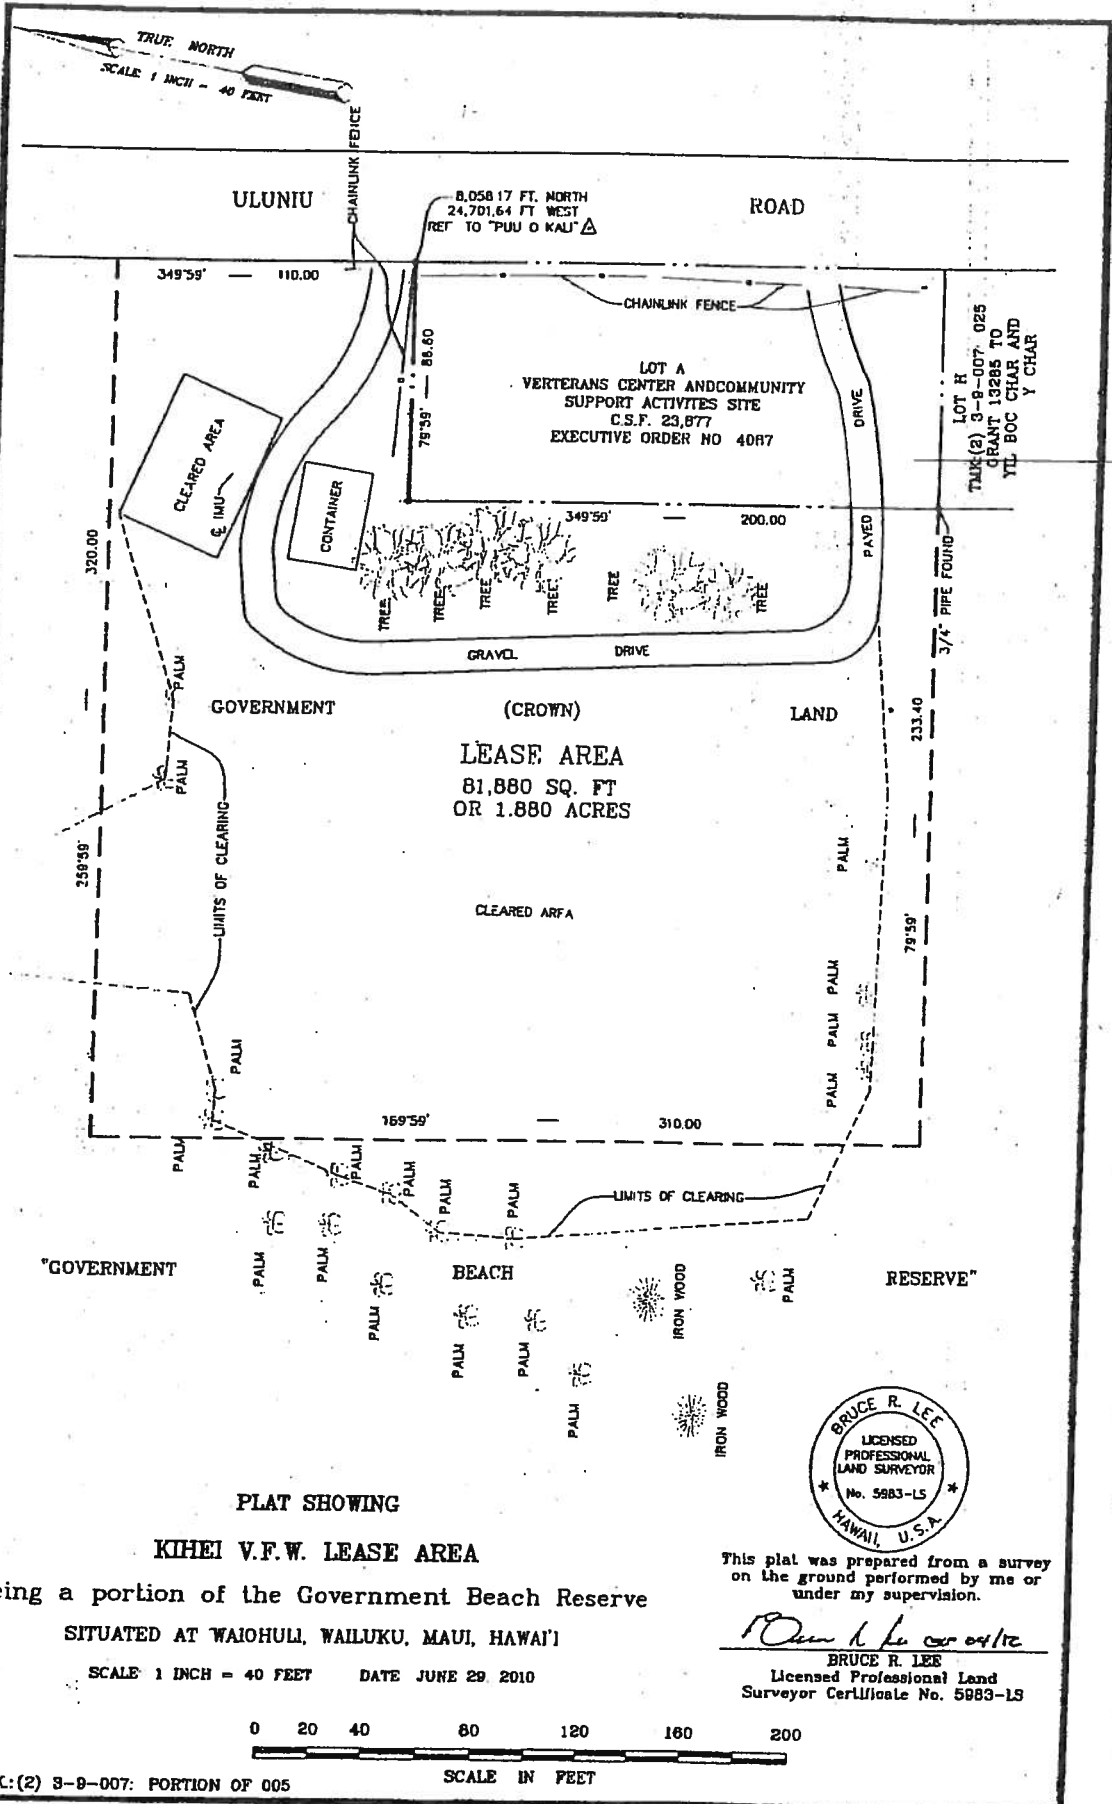 TRUE NORTH
SCALE 1 INCH = 40 FEET
CHAINLINK FENCE
ULUNIU ROAD
8,058 17 FT. NORTH
24,701.64 FT WEST
REF TO "PUU O KALI"
349°59' — 110.00
CHAINLINK FENCE
79°59' — 86.60
LOT A
VERTERANS CENTER ANDCOMMUNITY
SUPPORT ACTIVITES SITE
C.S.F. 23,877
EXECUTIVE ORDER NO 4087
LOT H
TMK:(2) 3-9-007 025
GRANT 13285 TO
YIL BOC CHAR AND
Y CHAR
CLEARED AREA
℄ IMU
CONTAINER
349°59' — 200.00
DRIVE
PAVED
3/4" PIPE FOUND
320.00
259°59'
TREE
TREE
TREE
TREE
TREE
TREE
GRAVEL DRIVE
PALM
PALM
GOVERNMENT (CROWN) LAND
LEASE AREA
81,880 SQ. FT
OR 1.880 ACRES
LIMITS OF CLEARING
233.40
79°59'
PALM
CLEARED AREA
PALM
PALM
PALM
PALM
169°59' — 310.00
PALM
PALM
PALM
PALM
PALM
PALM
LIMITS OF CLEARING
"GOVERNMENT BEACH RESERVE"
PALM
PALM
PALM
PALM
PALM
PALM
PALM
IRON WOOD
IRON WOOD
BRUCE R. LEE
LICENSED
PROFESSIONAL
LAND SURVEYOR
No. 5983-LS
HAWAII, U.S.A.
PLAT SHOWING
KIHEI V.F.W. LEASE AREA
eing a portion of the Government Beach Reserve
SITUATED AT WAIOHULI, WAILUKU, MAUI, HAWAI'I
SCALE 1 INCH = 40 FEET DATE JUNE 29 2010
This plat was prepared from a survey
on the ground performed by me or
under my supervision.
BRUCE R. LEE
Licensed Professional Land
Surveyor Certificate No. 5983-LS
0 20 40 80 120 160 200
SCALE IN FEET
:(2) 3-9-007: PORTION OF 005